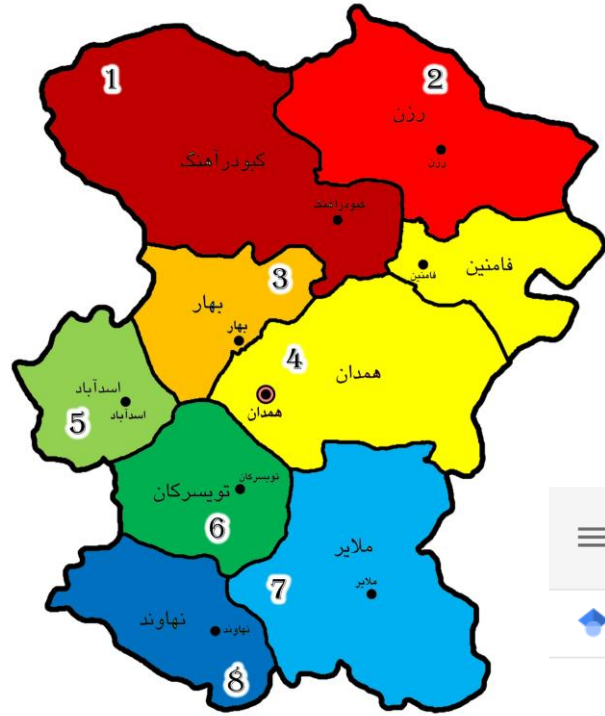 1
2
رزن
رزن
کبودرآهنگ
کبودرآهنگ
فامنین
فامنین
3
بهار
بهار
4
همدان
همدان
اسدآباد
اسدآباد
5
تویسرکان
تویسرکان
6
ملایر
ملایر
7
نهاوند
نهاوند
8